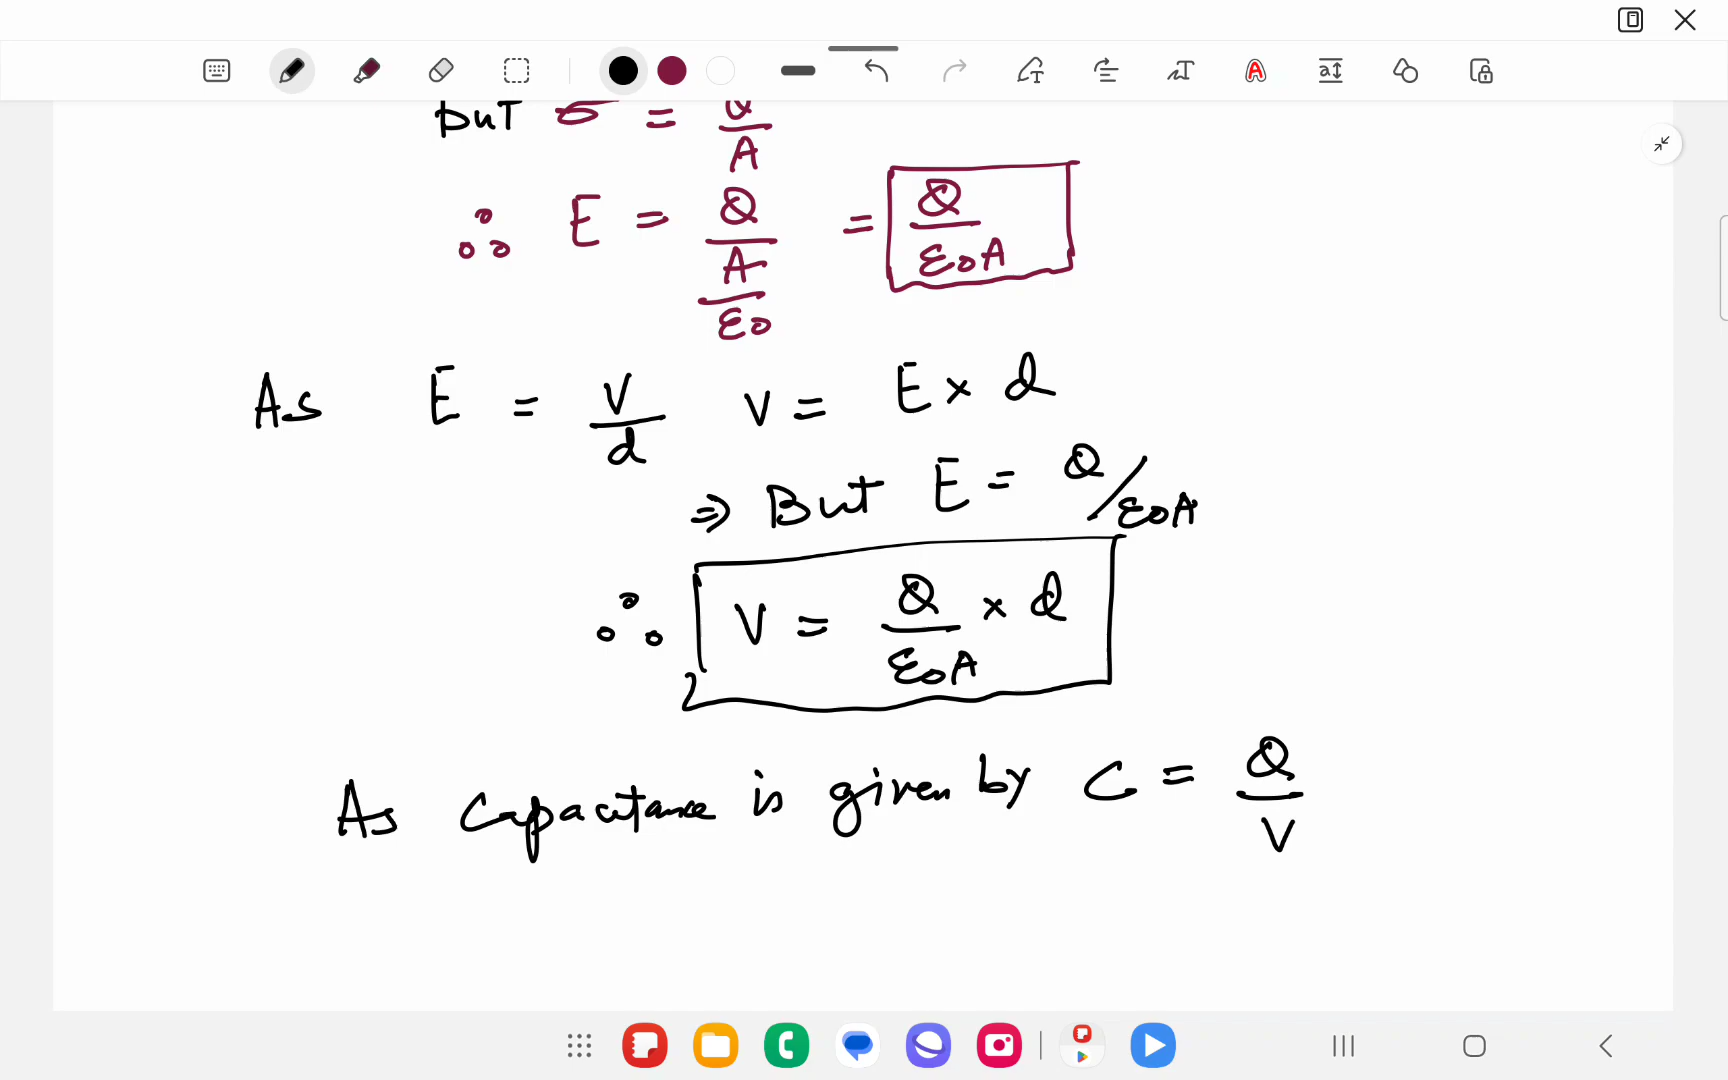 but σ = Q/A
∴ E = Q/A/ε0 = Q/ε0A
As E = V/d V = E × d
⇒ But E = Q/ε0A
∴ V = Q/ε0A × d
As Capacitance is given by C = Q/V